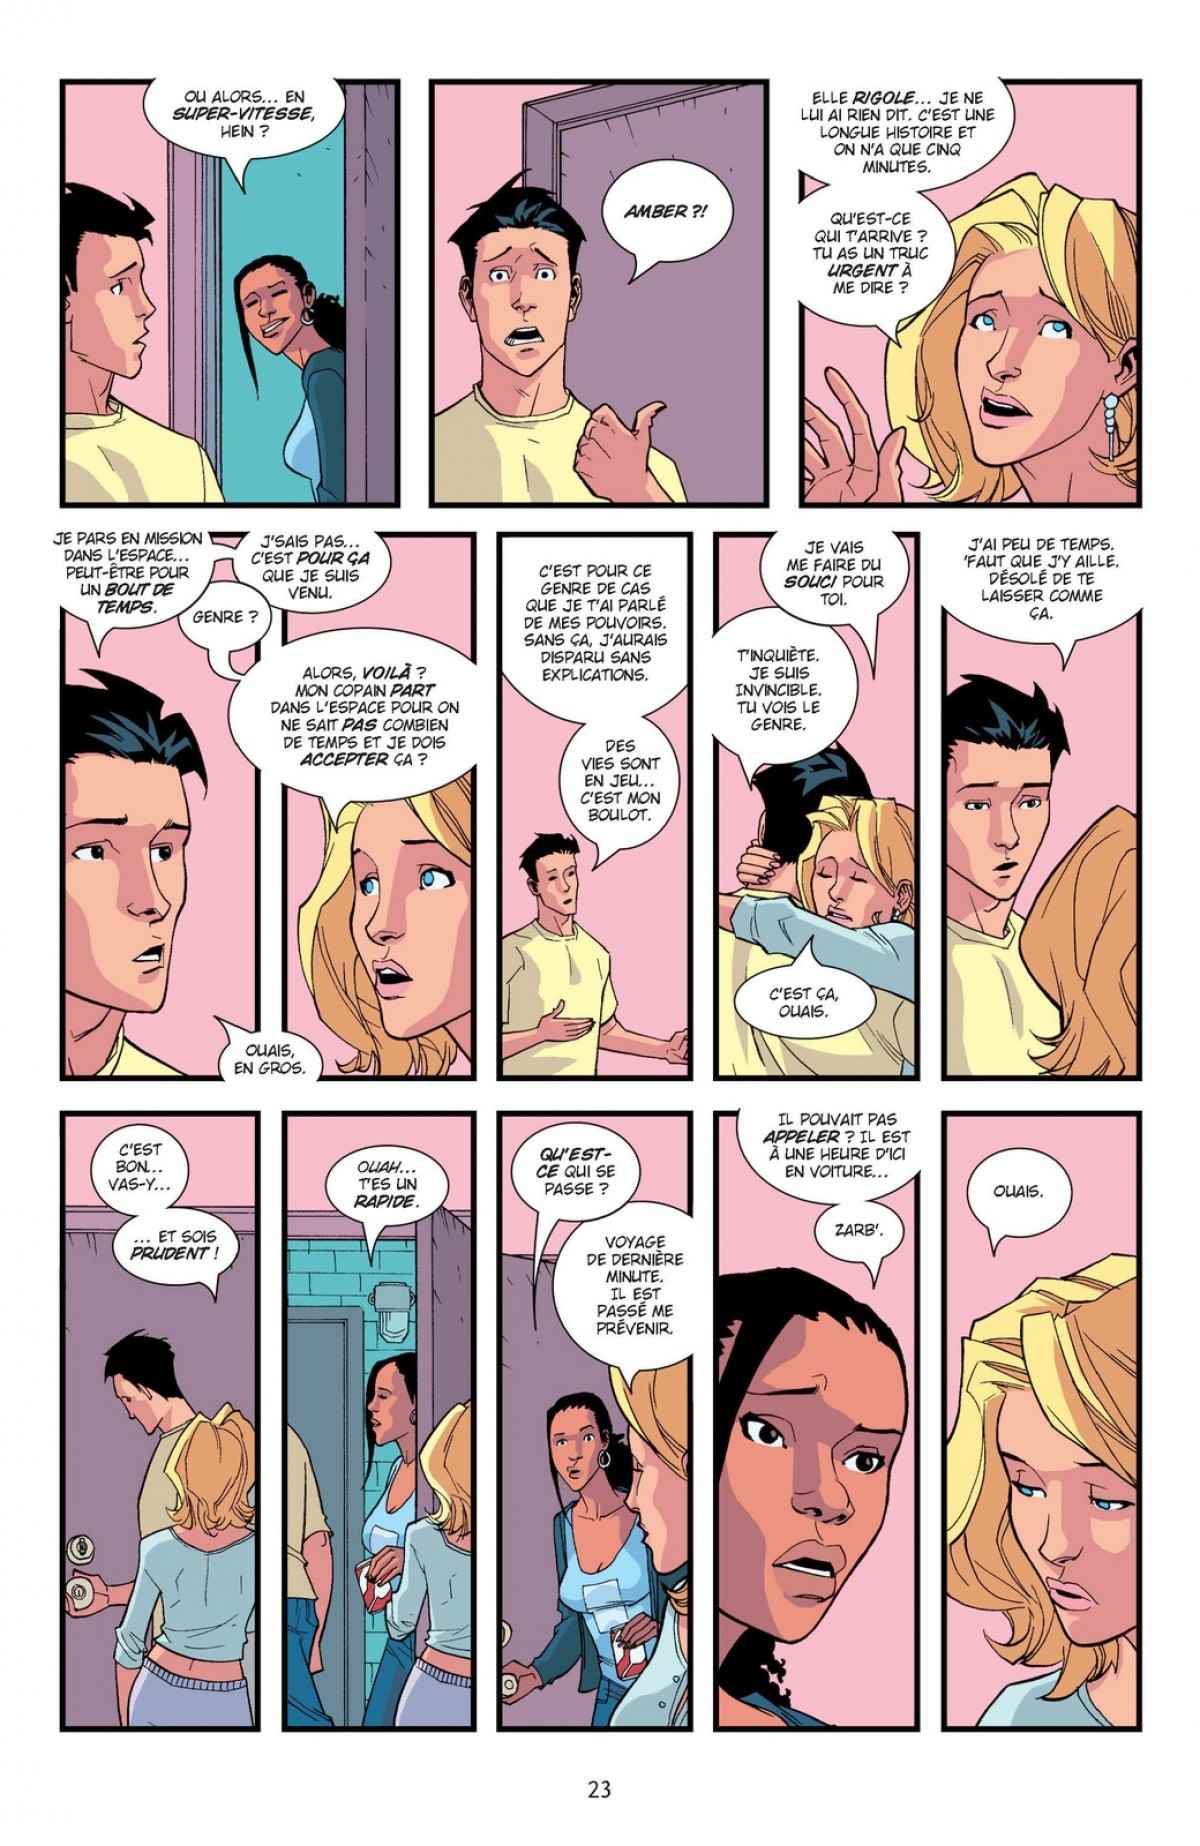 OU ALORS... EN
SUPER-VITESSE,
HEIN ?
AMBER ?!
ELLE RIGOLE... JE NE
LUI AI RIEN DIT. C'EST UNE
LONGUE HISTOIRE ET
ON N'A QUE CINQ
MINUTES.
QU'EST-CE
QUI T'ARRIVE ?
TU AS UN TRUC
URGENT À
ME DIRE ?
JE PARS EN MISSION
DANS L'ESPACE...
PEUT-ÊTRE POUR
UN BOUT DE
TEMPS.
GENRE ?
J'SAIS PAS...
C'EST POUR ÇA
QUE JE SUIS
VENU.
ALORS, VOILÀ ?
MON COPAIN PART
DANS L'ESPACE POUR ON
NE SAIT PAS COMBIEN
DE TEMPS ET JE DOIS
ACCEPTER ÇA ?
OUAIS,
EN GROS.
C'EST POUR CE
GENRE DE CAS
QUE JE T'AI PARLÉ
DE MES POUVOIRS.
SANS ÇA, J'AURAIS
DISPARU SANS
EXPLICATIONS.
DES
VIES SONT
EN JEU...
C'EST MON
BOULOT.
JE VAIS
ME FAIRE DU
SOUCI POUR
TOI.
T'INQUIÈTE.
JE SUIS
INVINCIBLE.
TU VOIS LE
GENRE.
C'EST ÇA,
OUAIS.
J'AI PEU DE TEMPS.
'FAUT QUE J'Y AILLE.
DÉSOLÉ DE TE
LAISSER COMME
ÇA.
C'EST
BON...
VAS-Y...
... ET SOIS
PRUDENT !
OUAH...
T'ES UN
RAPIDE.
QU'EST-
CE QUI SE
PASSE ?
VOYAGE
DE DERNIÈRE
MINUTE.
IL EST
PASSÉ ME
PRÉVENIR.
IL POUVAIT PAS
APPELER ? IL EST
À UNE HEURE D'ICI
EN VOITURE...
ZARB'.
OUAIS.
23